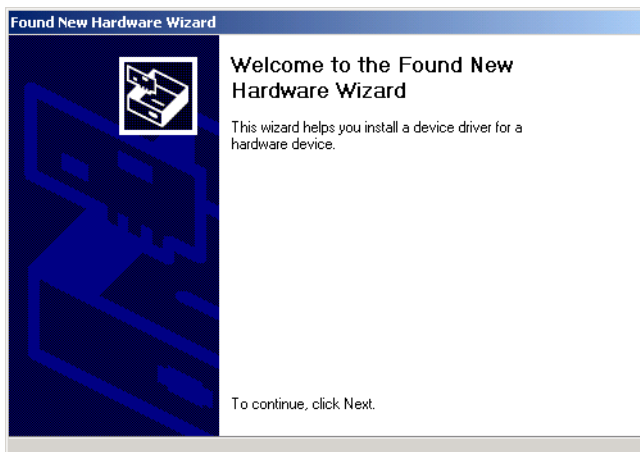 Found New Hardware Wizard
Welcome to the Found New
Hardware Wizard
This wizard helps you install a device driver for a
hardware device.
To continue, click Next.